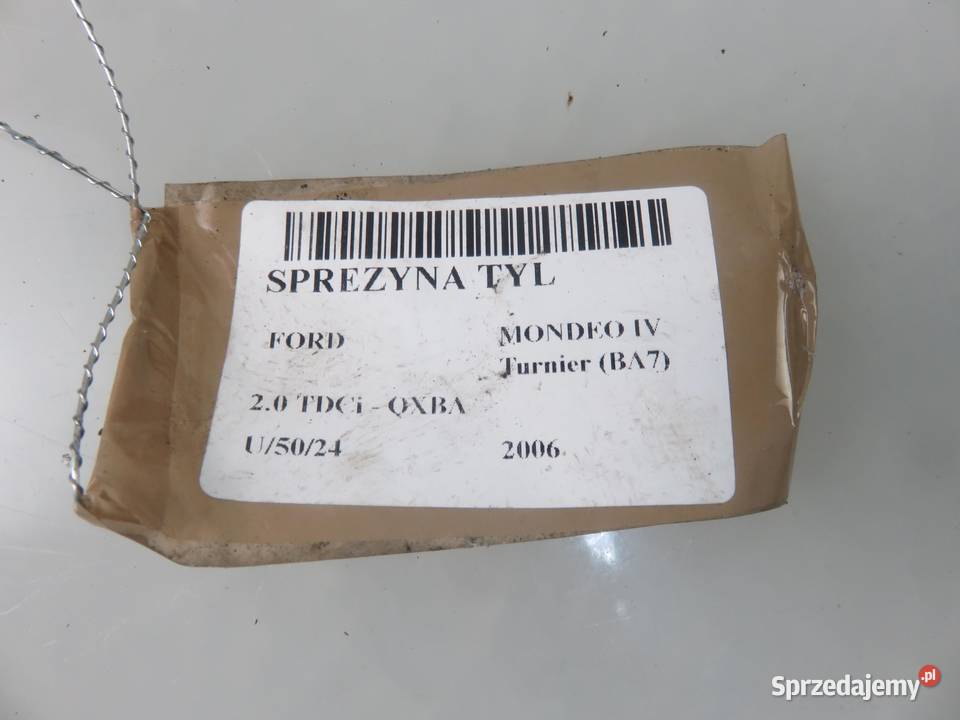 SPREZYNA TYL
FORD
MONDEO IV
Turnier (BA7)
2.0 TDCi - QXBA
U/50/24
2006
Sprzedajemy.pl